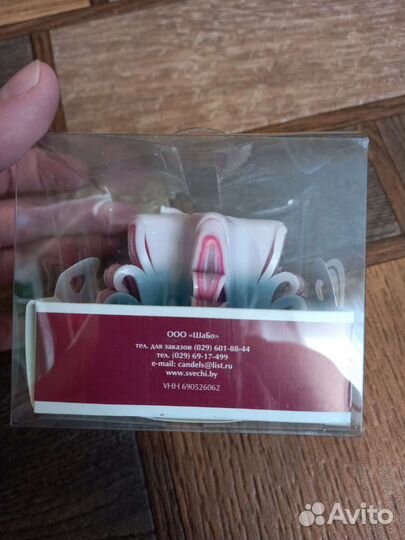 ООО «ШаБо»
тел. для заказов (029) 601-88-44
тел. (029) 69-17-499
e-mail: candels@list.ru
www.svechi.by
УНН 690526062
Avito